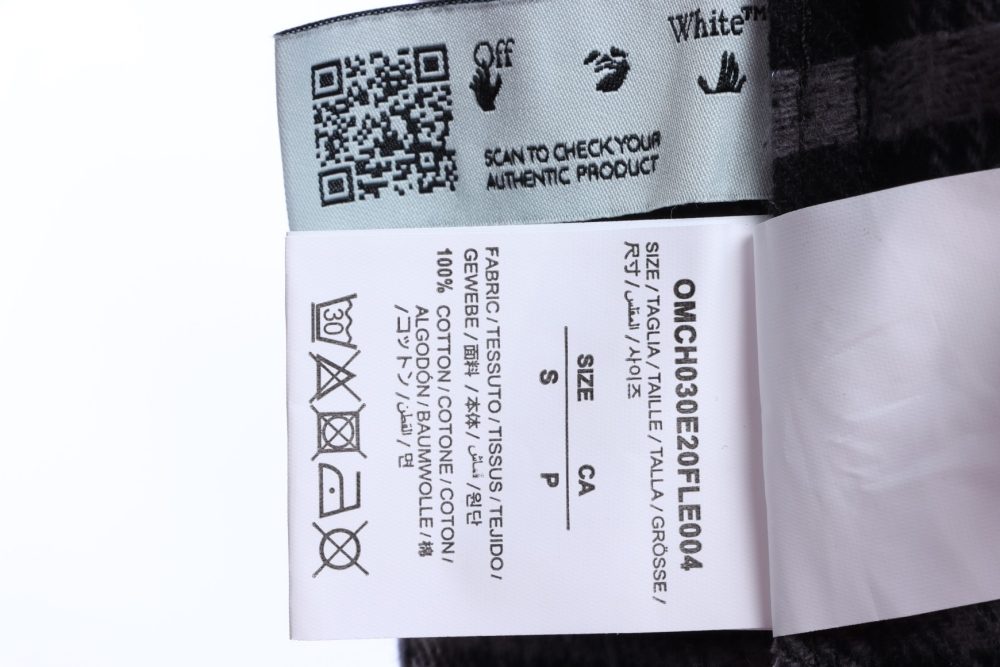 Off
White™
SCAN TO CHECK YOUR
AUTHENTIC PRODUCT
OMCH030E20FLE004
SIZE / TAGLIA / TAILLE / TALLA / GRÖSSE /
尺寸 / المقاس / 사이즈
SIZE CA
S P
FABRIC / TESSUTO / TISSUS / TEJIDO /
GEWEBE / 面料 / 本体 / قماش / 원단
100% COTTON / COTONE / COTON /
ALGODÓN / BAUMWOLLE / 棉
/ コットン / القطن / 면
30